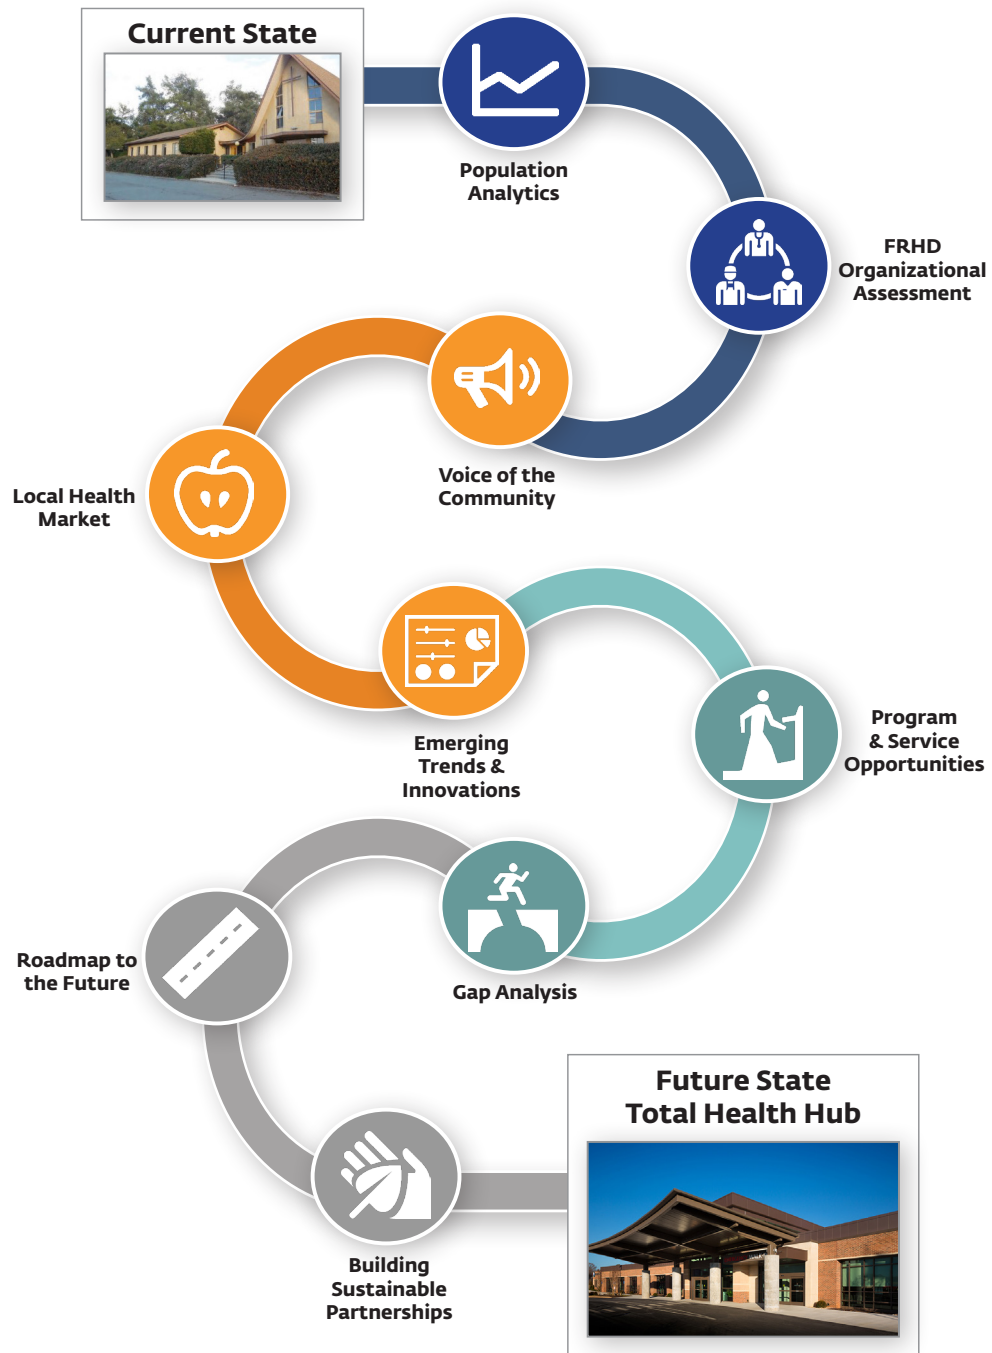 Current State
Population
Analytics
FRHD
Organizational
Assessment
Voice of the
Community
Local Health
Market
Emerging
Trends &
Innovations
Program
& Service
Opportunities
Gap Analysis
Roadmap to
the Future
Building
Sustainable
Partnerships
Future State
Total Health Hub